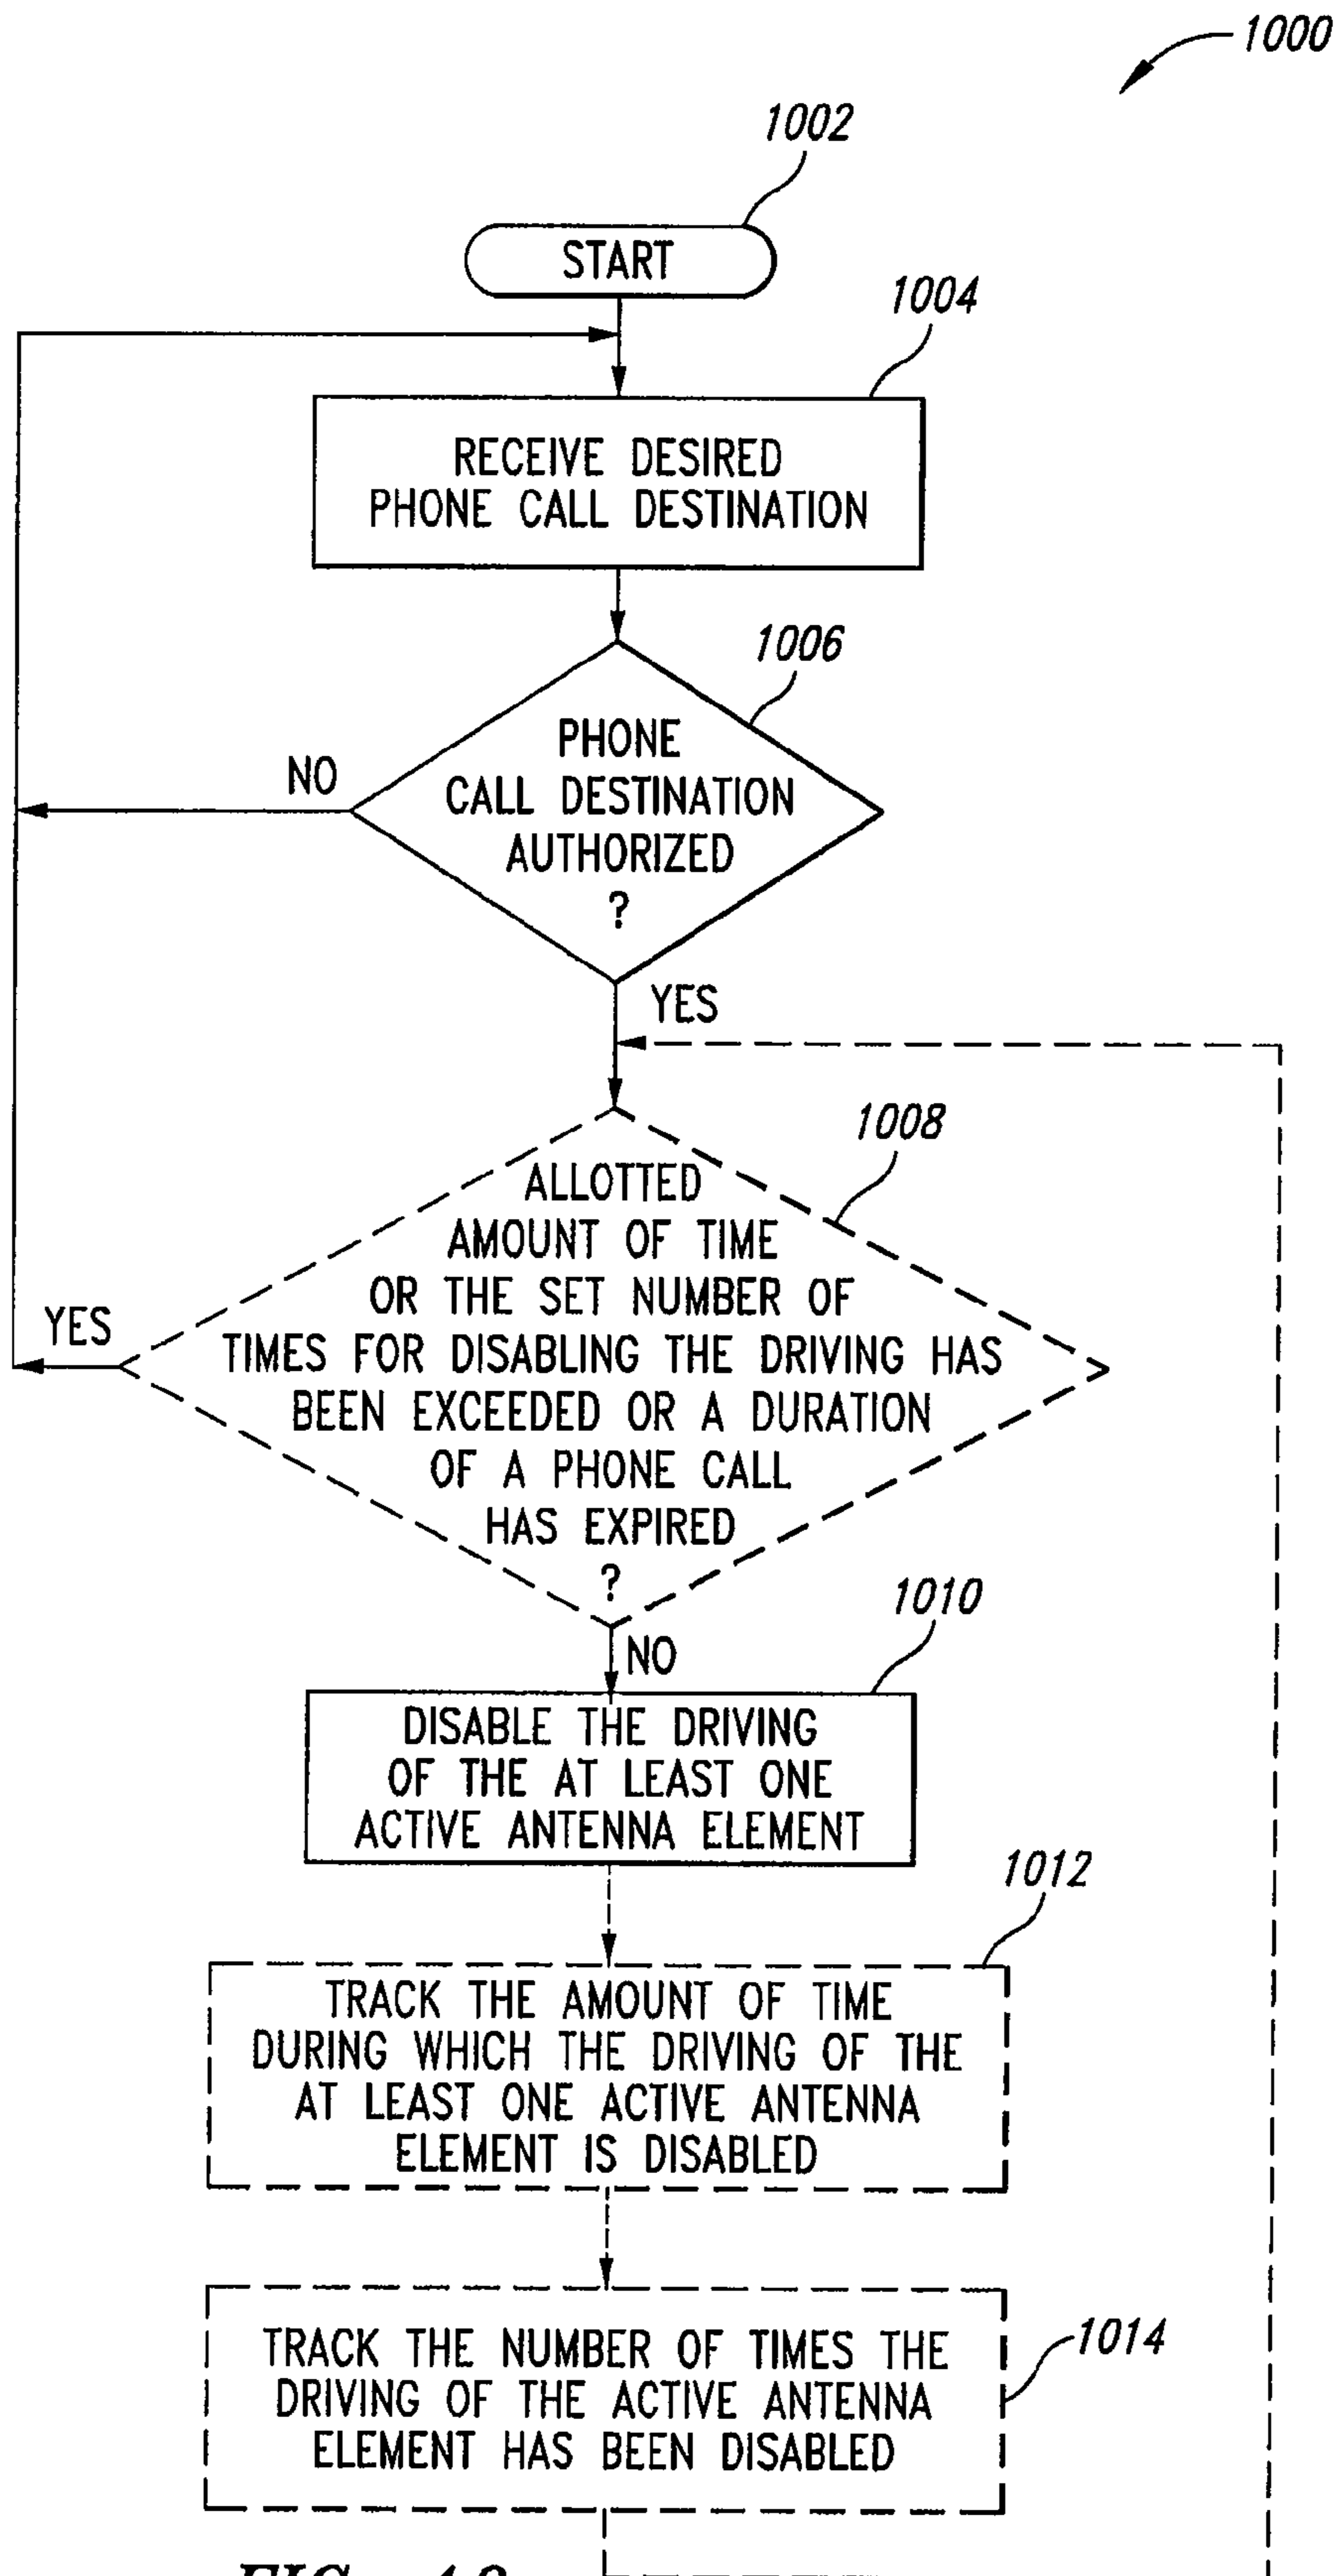 1000
1002
START
1004
RECEIVE DESIRED
PHONE CALL DESTINATION
1006
PHONE
CALL DESTINATION
AUTHORIZED
?
NO
YES
1008
ALLOTTED
AMOUNT OF TIME
OR THE SET NUMBER OF
TIMES FOR DISABLING THE DRIVING HAS
BEEN EXCEEDED OR A DURATION
OF A PHONE CALL
HAS EXPIRED
?
YES
NO
1010
DISABLE THE DRIVING
OF THE AT LEAST ONE
ACTIVE ANTENNA ELEMENT
1012
TRACK THE AMOUNT OF TIME
DURING WHICH THE DRIVING OF THE
AT LEAST ONE ACTIVE ANTENNA
ELEMENT IS DISABLED
1014
TRACK THE NUMBER OF TIMES THE
DRIVING OF THE ACTIVE ANTENNA
ELEMENT HAS BEEN DISABLED